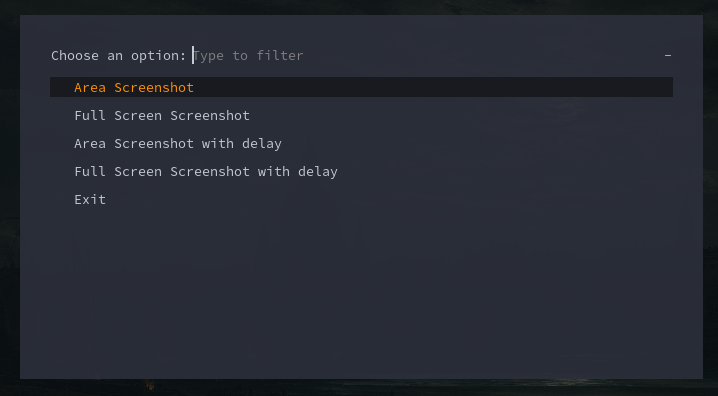 Choose an option: Type to filter –
Area Screenshot
Full Screen Screenshot
Area Screenshot with delay
Full Screen Screenshot with delay
Exit